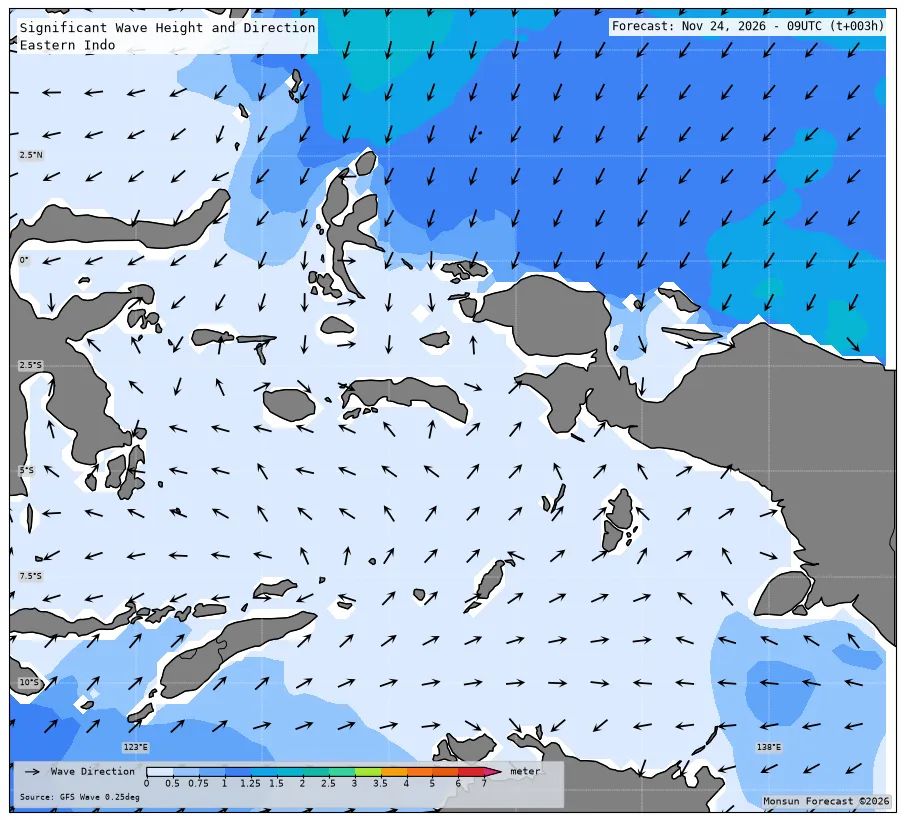 Significant Wave Height and Direction
Eastern Indo
Forecast: Nov 24, 2026 - 09UTC (t+003h)
2.5°N
0°
2.5°S
5°S
7.5°S
10°S
123°E
138°E
Wave Direction
0 0.5 0.75 1 1.25 1.5 2 2.5 3 3.5 4 5 6 7
meter
Source: GFS Wave 0.25deg
Monsun Forecast ©2026